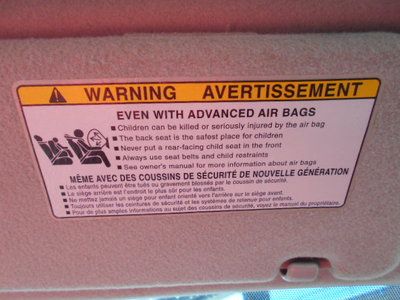 WARNING AVERTISSEMENT
EVEN WITH ADVANCED AIR BAGS
■ Children can be killed or seriously injured by the air bag
■ The back seat is the safest place for children
■ Never put a rear-facing child seat in the front
■ Always use seat belts and child restraints
■ See owner's manual for more information about air bags
MÊME AVEC DES COUSSINS DE SÉCURITÉ DE NOUVELLE GÉNÉRATION
■ Les enfants peuvent être tués ou gravement blessés par le coussin de sécurité.
■ La siège arrière est l'endroit le plus sûr pour les enfants.
■ Ne mettez jamais un siège pour enfant orienté vers l'arrière sur le siège avant.
■ Toujours utiliser les ceintures de sécurité et les systèmes de retenue pour enfants.
■ Pour de plus amples informations au sujet des coussins de sécurité, voyez le manuel du propriétaire.